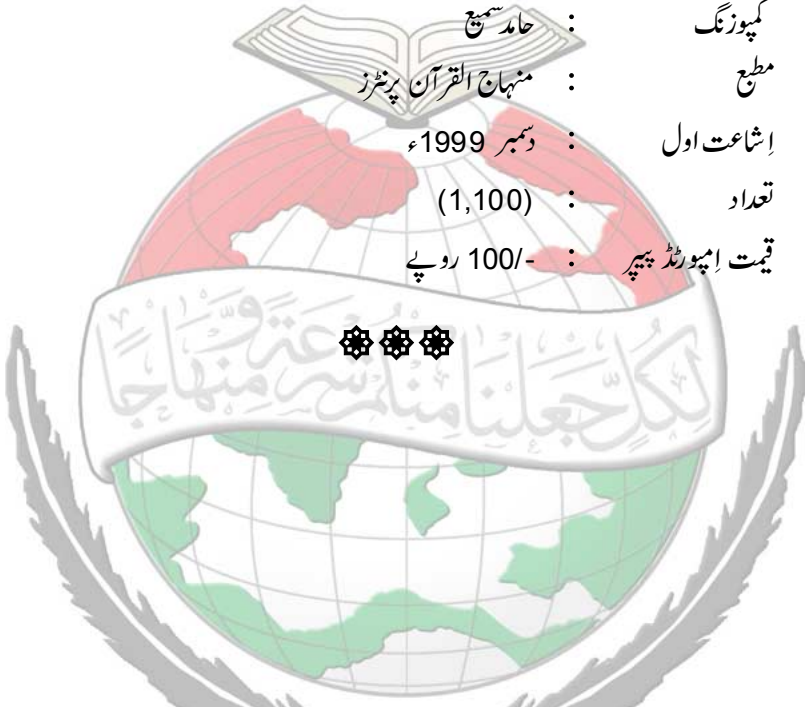 کمپوزنگ : حامد سمیع
مطبع : منہاج القرآن پرنٹرز
اِشاعت اول : دسمبر 1999ء
تعداد : (1,100)
قیمت اِمپورٹڈ پیپر : -/100 روپے
لِكُلٍّ جَعَلْنَا مِنْكُمْ شِرْعَةً وَّمِنْهَاجًا